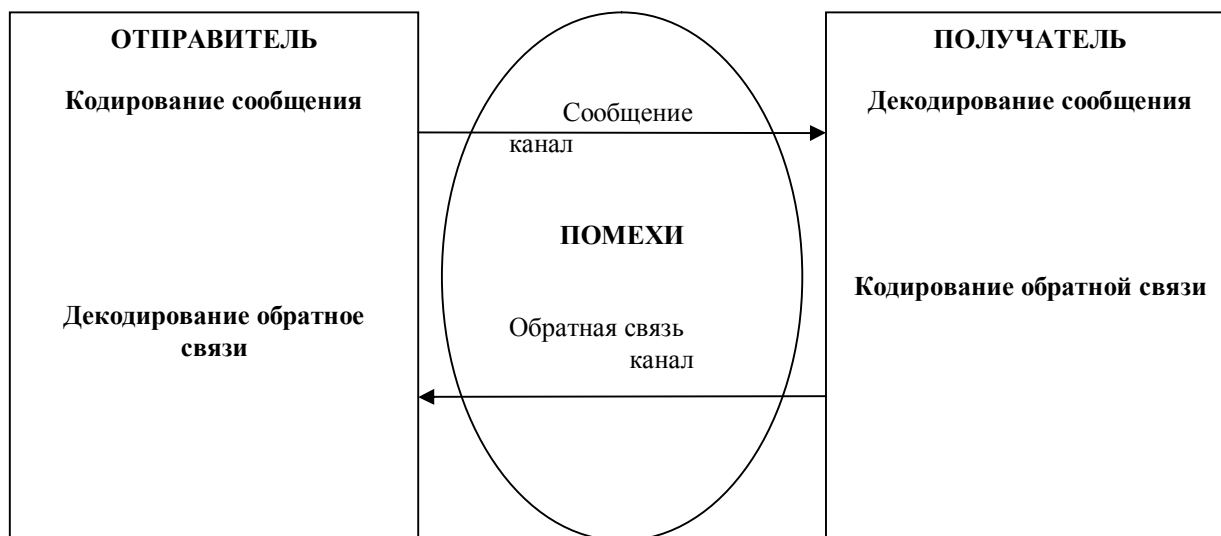 ОТПРАВИТЕЛЬ
Кодирование сообщения
Декодирование обратное
связи
Сообщение
канал
ПОМЕХИ
Обратная связь
канал
ПОЛУЧАТЕЛЬ
Декодирование сообщения
Кодирование обратной связи